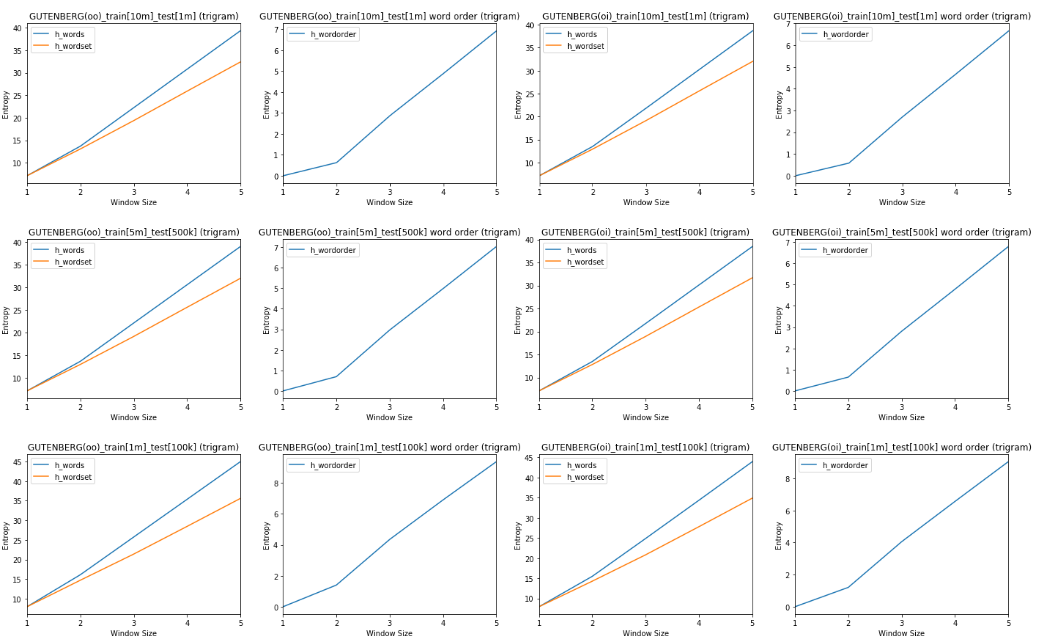 GUTENBERG(oo)_train[10m]_test[1m] (trigram)
h_words
h_wordset
Entropy
40
35
30
25
20
15
10
1
2
3
4
5
Window Size
GUTENBERG(oo)_train[10m]_test[1m] word order (trigram)
h_wordorder
7
6
5
4
3
2
1
0
1
2
3
4
5
Window Size
GUTENBERG(oi)_train[10m]_test[1m] (trigram)
h_words
h_wordset
Entropy
40
35
30
25
20
15
10
1
2
3
4
5
Window Size
GUTENBERG(oi)_train[10m]_test[1m] word order (trigram)
h_wordorder
Entropy
7
6
5
4
3
2
1
0
1
2
3
4
5
Window Size
GUTENBERG(oo)_train[5m]_test[500k] (trigram)
h_words
h_wordset
Entropy
40
35
30
25
20
15
10
1
2
3
4
5
Window Size
GUTENBERG(oo)_train[5m]_test[500k] word order (trigram)
h_wordorder
Entropy
7
6
5
4
3
2
1
0
1
2
3
4
5
Window Size
GUTENBERG(oi)_train[5m]_test[500k] (trigram)
h_words
h_wordset
Entropy
40
35
30
25
20
15
10
1
2
3
4
5
Window Size
GUTENBERG(oi)_train[5m]_test[500k] word order (trigram)
h_wordorder
Entropy
7
6
5
4
3
2
1
0
1
2
3
4
5
Window Size
GUTENBERG(oo)_train[1m]_test[100k] (trigram)
h_words
h_wordset
Entropy
45
40
35
30
25
20
15
10
1
2
3
4
5
Window Size
GUTENBERG(oo)_train[1m]_test[100k] word order (trigram)
h_wordorder
Entropy
8
6
4
2
0
1
2
3
4
5
Window Size
GUTENBERG(oi)_train[1m]_test[100k] (trigram)
h_words
h_wordset
Entropy
45
40
35
30
25
20
15
10
1
2
3
4
5
Window Size
GUTENBERG(oi)_train[1m]_test[100k] word order (trigram)
h_wordorder
Entropy
8
6
4
2
0
1
2
3
4
5
Window Size